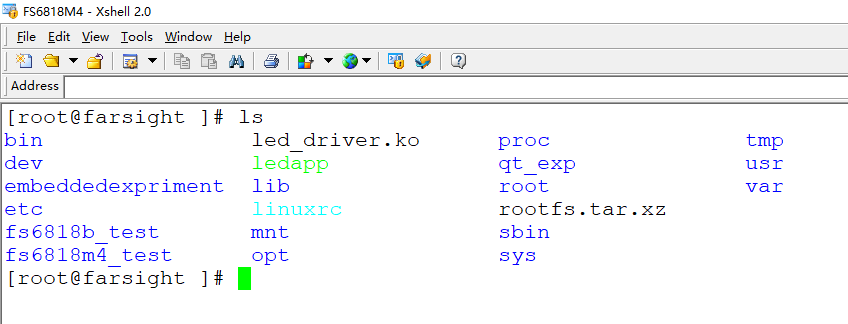 FS6818M4 - Xshell 2.0
File Edit View Tools Window Help
Address
[root@farsight ]# ls
bin led_driver.ko proc tmp
dev ledapp qt_exp usr
embeddedexpriment lib root var
etc linuxrc rootfs.tar.xz
fs6818b_test mnt sbin
fs6818m4_test opt sys
[root@farsight ]#